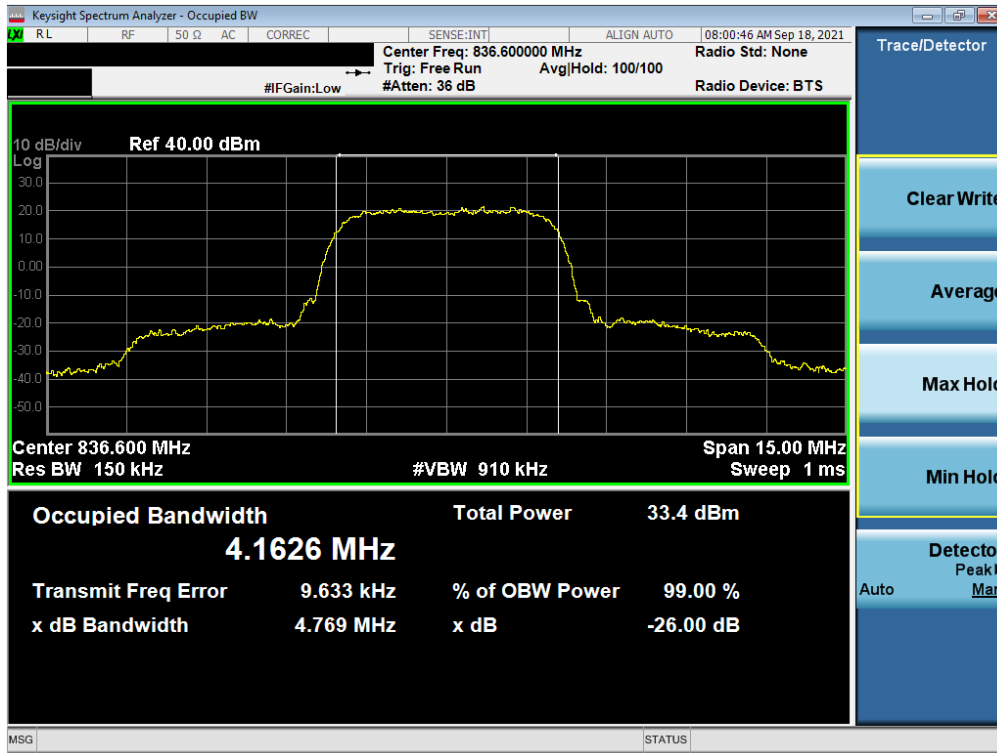 Keysight Spectrum Analyzer - Occupied BW
LXI RL RF 50 Ω AC CORREC SENSE:INT ALIGN AUTO 08:00:46 AM Sep 18, 2021
Center Freq: 836.600000 MHz Radio Std: None
Trig: Free Run Avg|Hold: 100/100
#IFGain:Low #Atten: 36 dB Radio Device: BTS
Trace/Detector
10 dB/div Ref 40.00 dBm
Log
30.0
20.0
10.0
0.00
-10.0
-20.0
-30.0
-40.0
-50.0
Center 836.600 MHz Span 15.00 MHz
Res BW 150 kHz #VBW 910 kHz Sweep 1 ms
Occupied Bandwidth Total Power 33.4 dBm
4.1626 MHz
Transmit Freq Error 9.633 kHz % of OBW Power 99.00 %
x dB Bandwidth 4.769 MHz x dB -26.00 dB
Clear Write
Average
Max Hold
Min Hold
Detecto
Peak
Auto Man
MSG STATUS